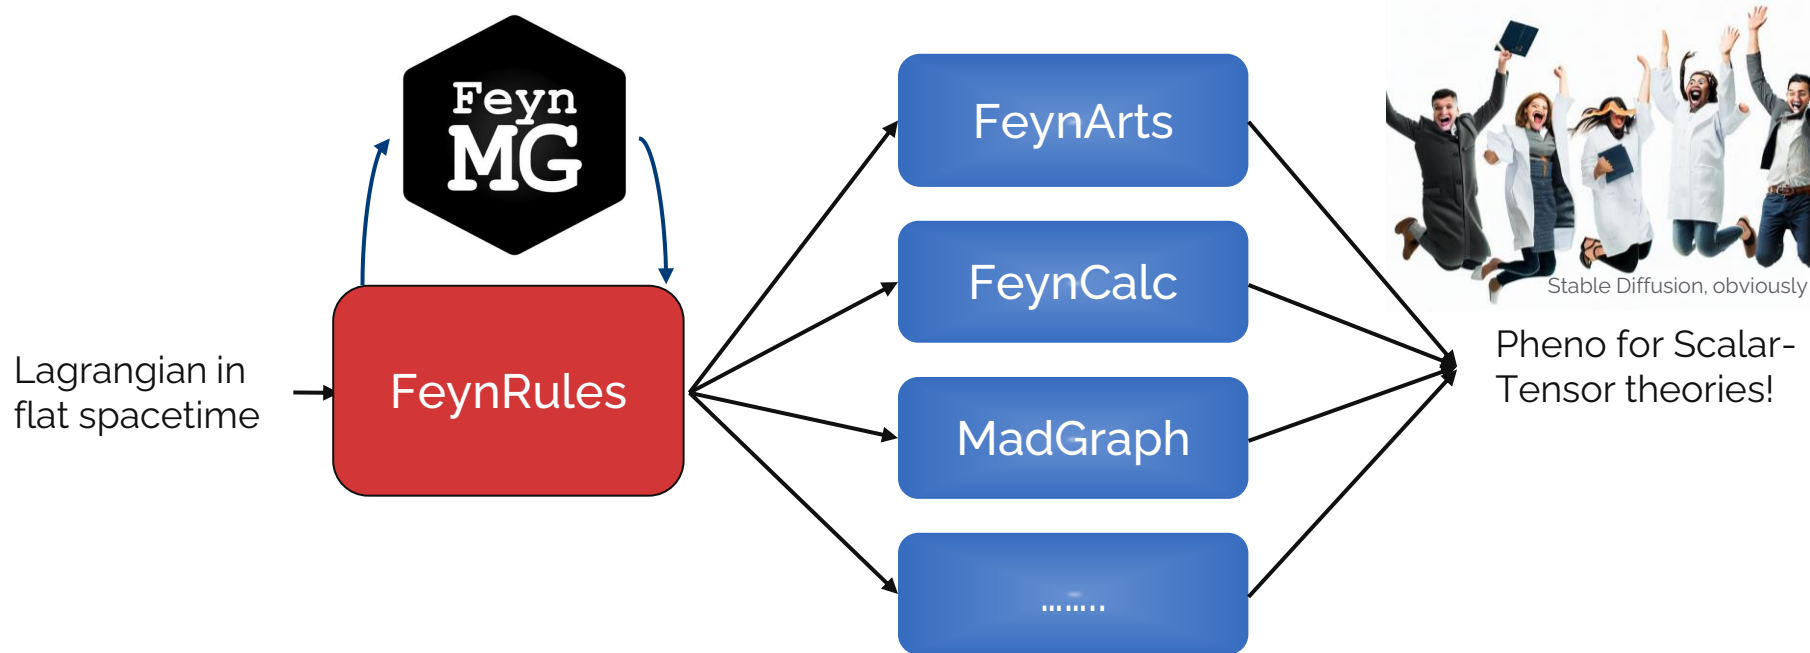 Feyn
MG
Lagrangian in
flat spacetime
FeynRules
FeynArts
FeynCalc
MadGraph
........
Stable Diffusion, obviously
Pheno for Scalar-
Tensor theories!